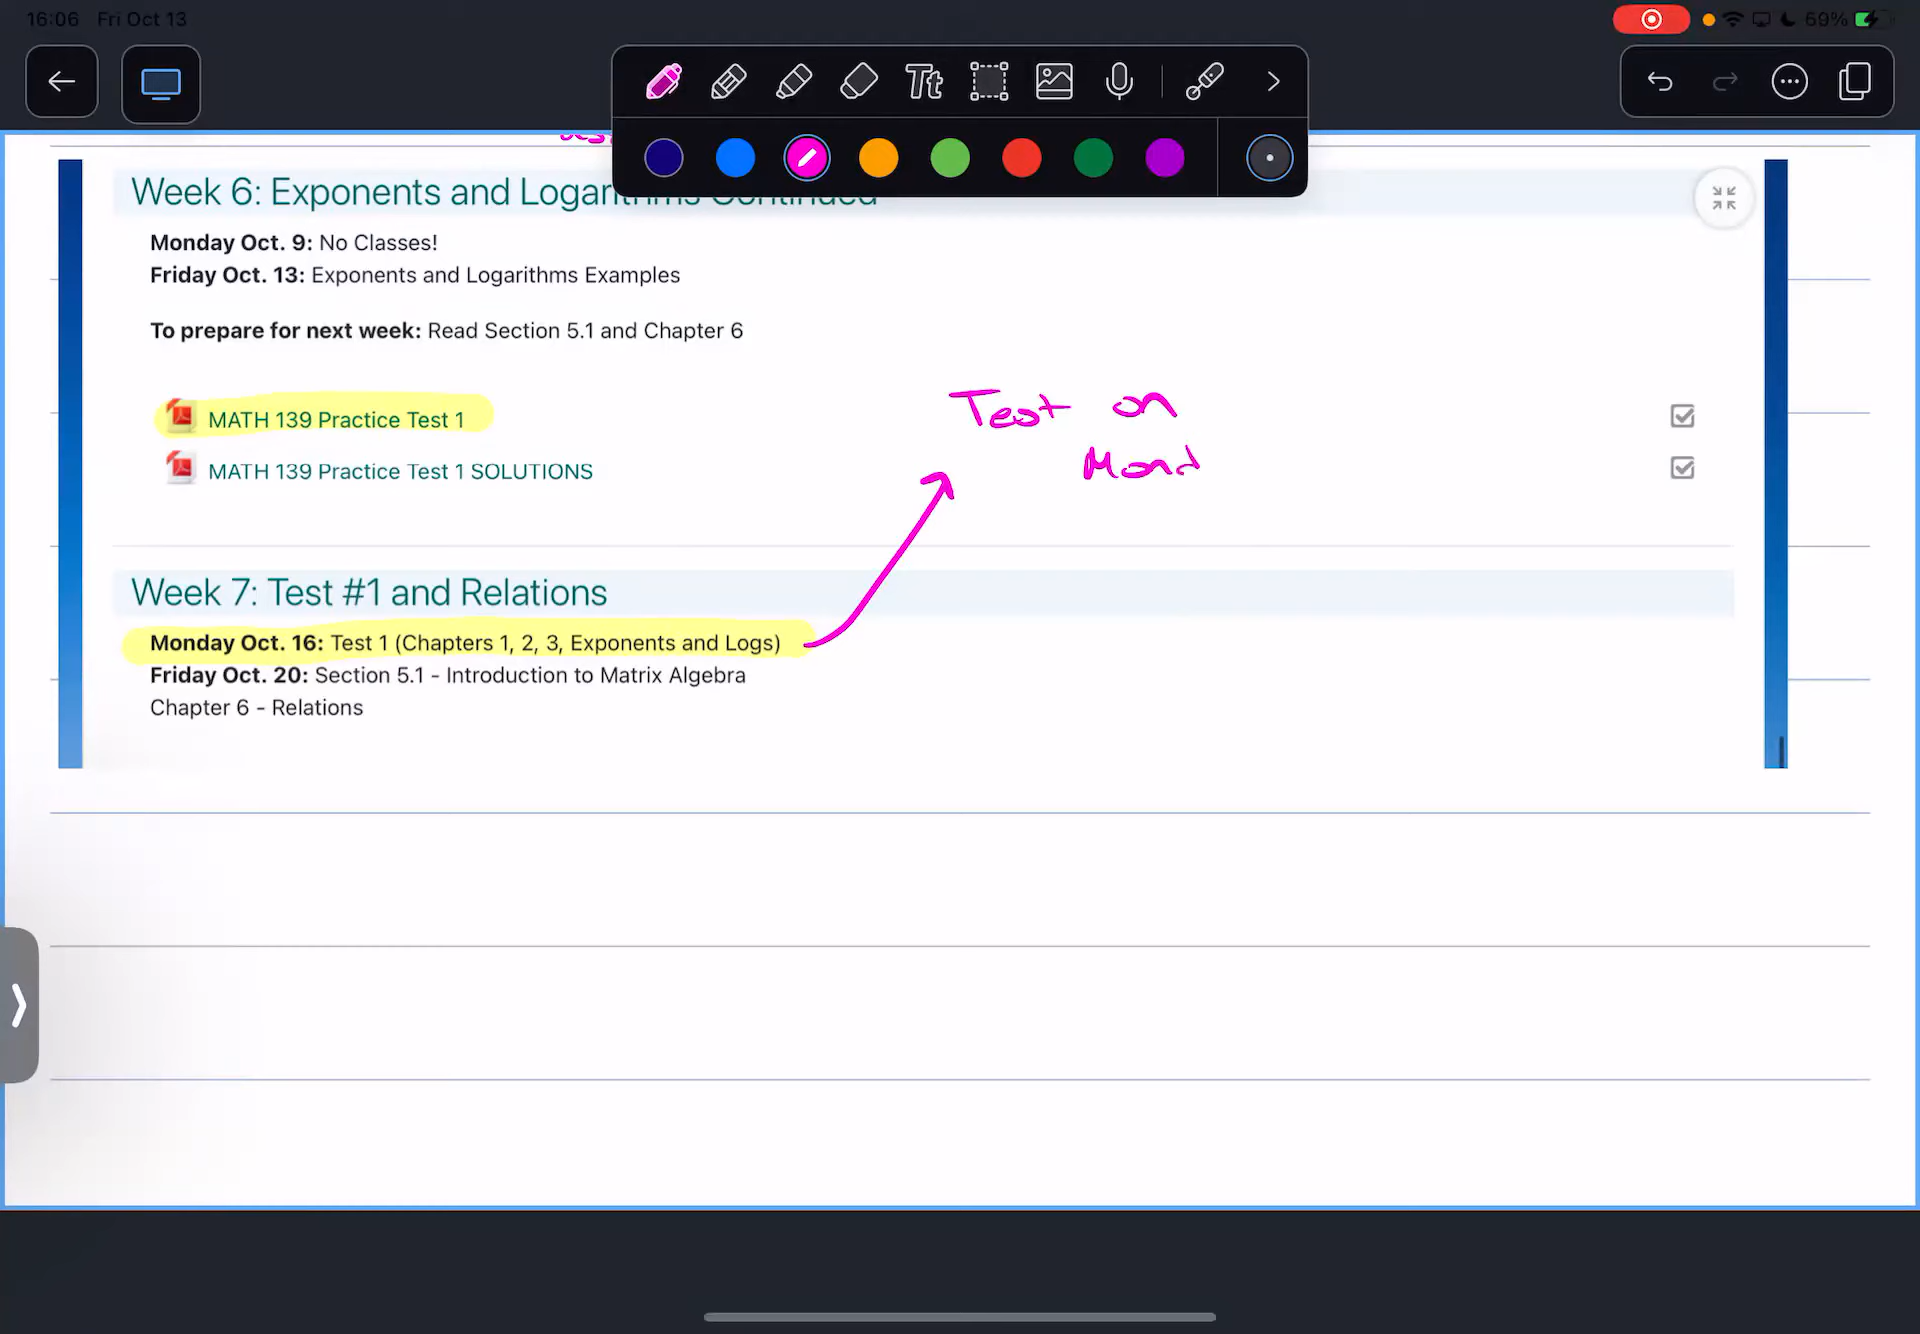 16:06 Fri Oct 13
69%
Tt
Week 6: Exponents and Logarithms Continued
Monday Oct. 9: No Classes!
Friday Oct. 13: Exponents and Logarithms Examples
To prepare for next week: Read Section 5.1 and Chapter 6
MATH 139 Practice Test 1
Test on
Mond
MATH 139 Practice Test 1 SOLUTIONS
Week 7: Test #1 and Relations
Monday Oct. 16: Test 1 (Chapters 1, 2, 3, Exponents and Logs)
Friday Oct. 20: Section 5.1 - Introduction to Matrix Algebra
Chapter 6 - Relations